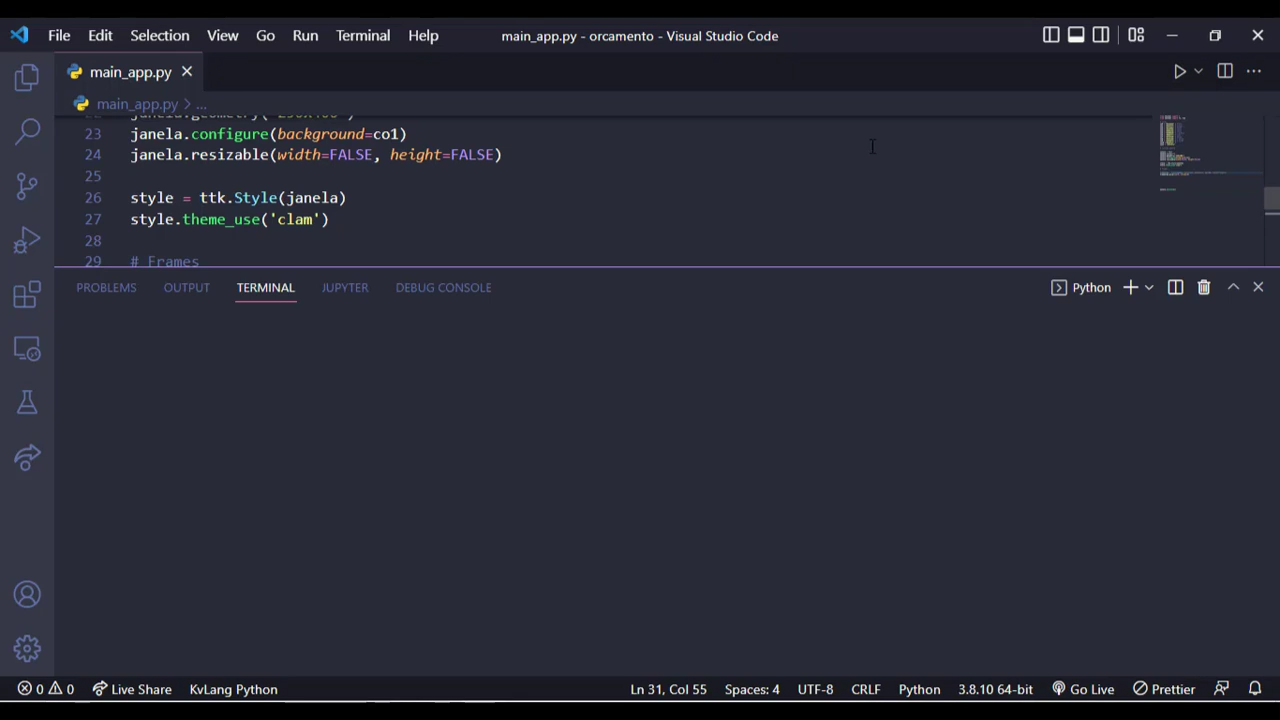 File Edit Selection View Go Run Terminal Help main_app.py - orcamento - Visual Studio Code
main_app.py
main_app.py > ...
23 janela.configure(background=co1)
24 janela.resizable(width=FALSE, height=FALSE)
25
26 style = ttk.Style(janela)
27 style.theme_use('clam')
28
29 # Frames
PROBLEMS OUTPUT TERMINAL JUPYTER DEBUG CONSOLE Python
0 0 Live Share KvLang Python Ln 31, Col 55 Spaces: 4 UTF-8 CRLF Python 3.8.10 64-bit Go Live Prettier